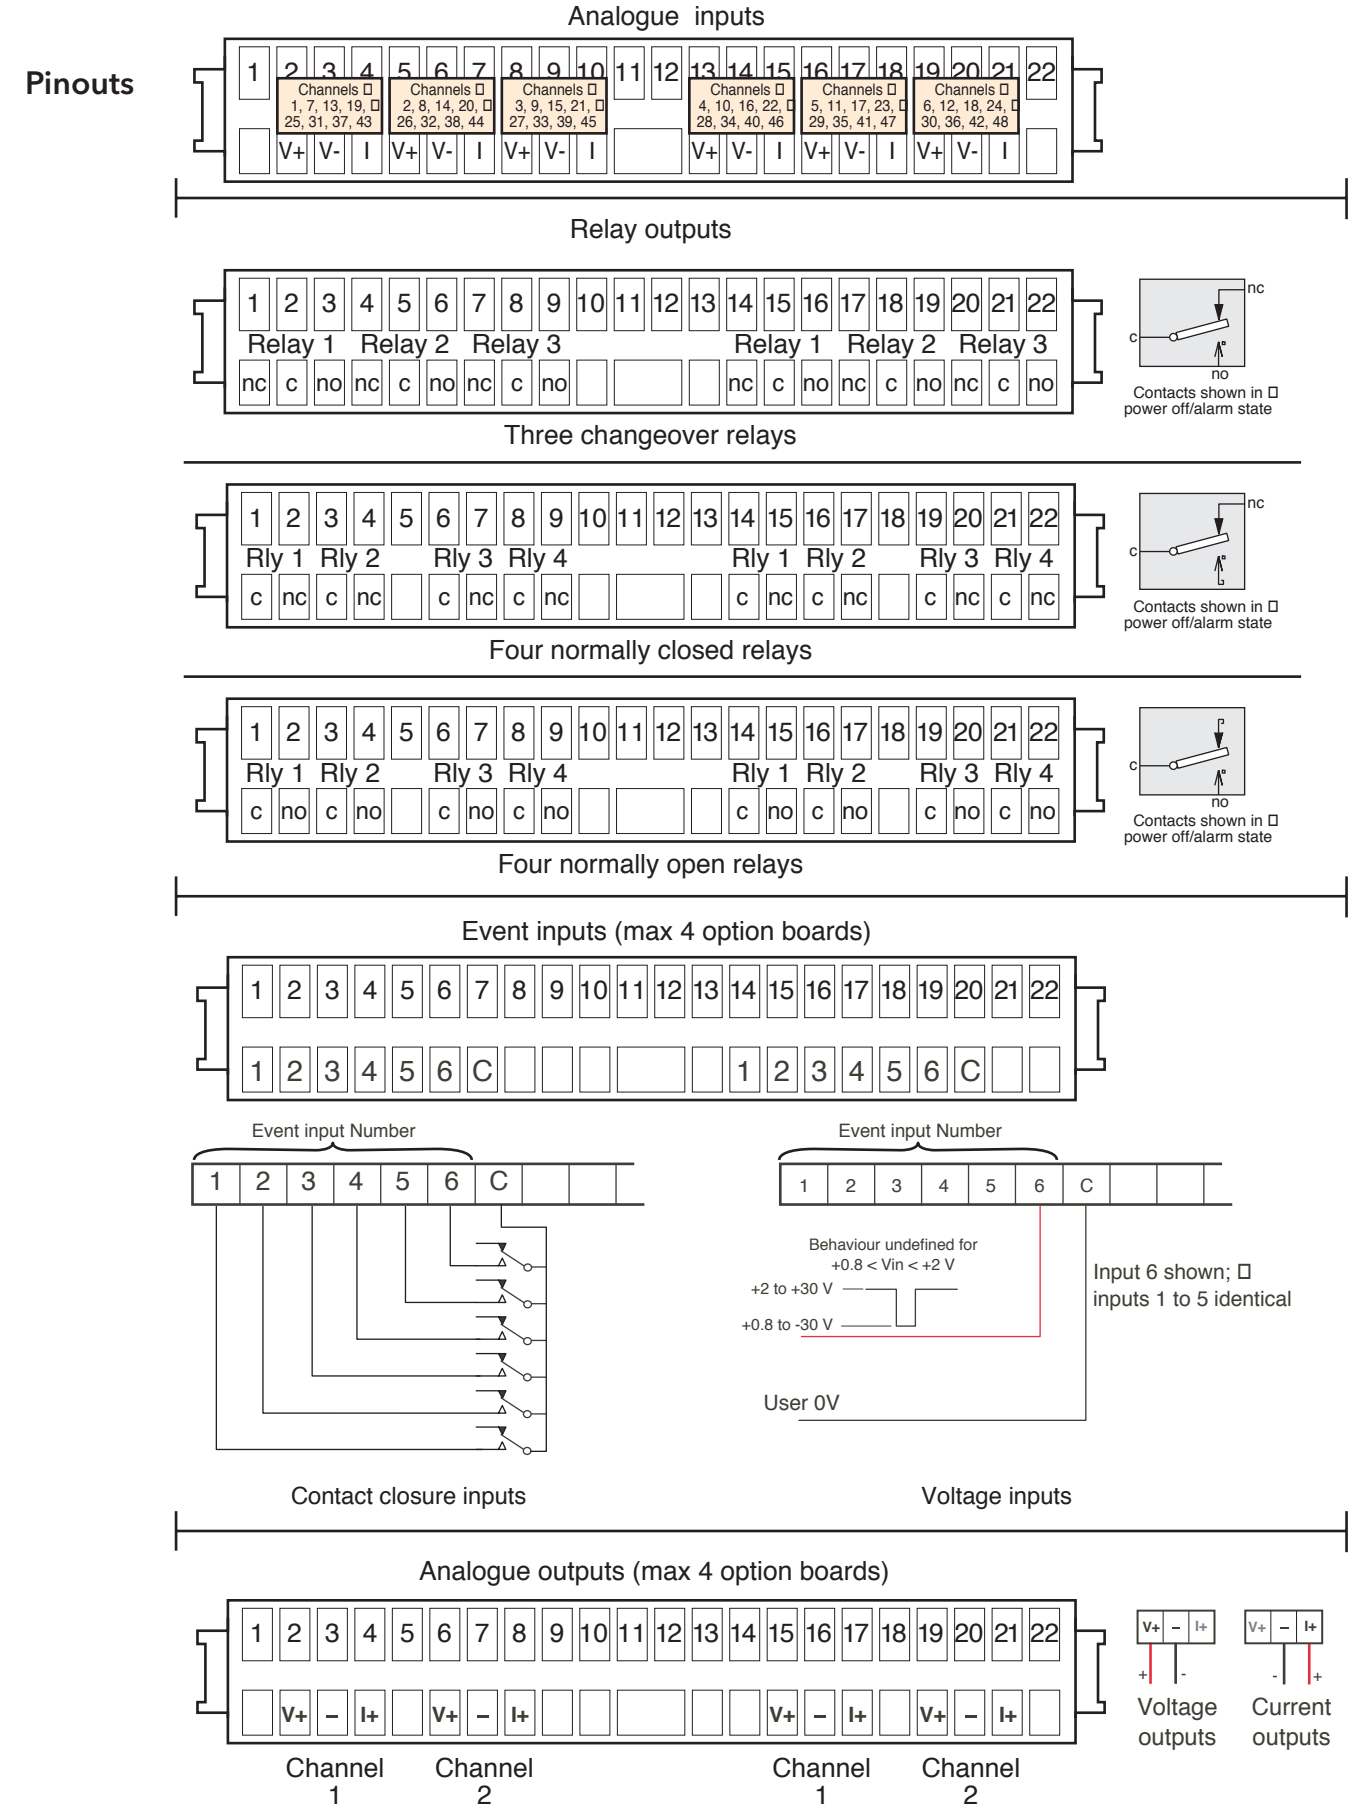 Analogue inputs
Pinouts
1 2 3 4 5 6 7 8 9 10 11 12 13 14 15 16 17 18 19 20 21 22
Channels
1, 7, 13, 19,
25, 31, 37, 43
Channels
2, 8, 14, 20,
26, 32, 38, 44
Channels
3, 9, 15, 21,
27, 33, 39, 45
Channels
4, 10, 16, 22,
28, 34, 40, 46
Channels
5, 11, 17, 23,
29, 35, 41, 47
Channels
6, 12, 18, 24,
30, 36, 42, 48
V+ V- I V+ V- I V+ V- I V+ V- I V+ V- I V+ V- I
Relay outputs
1 2 3 4 5 6 7 8 9 10 11 12 13 14 15 16 17 18 19 20 21 22
Relay 1 Relay 2 Relay 3 Relay 1 Relay 2 Relay 3
nc c no nc c no nc c no nc c no nc c no nc c no
nc
c
no
Contacts shown in
power off/alarm state
Three changeover relays
1 2 3 4 5 6 7 8 9 10 11 12 13 14 15 16 17 18 19 20 21 22
Rly 1 Rly 2 Rly 3 Rly 4 Rly 1 Rly 2 Rly 3 Rly 4
c nc c nc c nc c nc c nc c nc c nc c nc
nc
c
Contacts shown in
power off/alarm state
Four normally closed relays
1 2 3 4 5 6 7 8 9 10 11 12 13 14 15 16 17 18 19 20 21 22
Rly 1 Rly 2 Rly 3 Rly 4 Rly 1 Rly 2 Rly 3 Rly 4
c no c no c no c no c no c no c no c no
c
no
Contacts shown in
power off/alarm state
Four normally open relays
Event inputs (max 4 option boards)
1 2 3 4 5 6 7 8 9 10 11 12 13 14 15 16 17 18 19 20 21 22
1 2 3 4 5 6 C 1 2 3 4 5 6 C
Event input Number
1 2 3 4 5 6 C
Contact closure inputs
Event input Number
1 2 3 4 5 6 C
Behaviour undefined for
+0.8 < Vin < +2 V
+2 to +30 V
+0.8 to -30 V
Input 6 shown;
inputs 1 to 5 identical
User 0V
Voltage inputs
Analogue outputs (max 4 option boards)
1 2 3 4 5 6 7 8 9 10 11 12 13 14 15 16 17 18 19 20 21 22
V+ – I+ V+ – I+ V+ – I+ V+ – I+
Channel
1
Channel
2
Channel
1
Channel
2
V+ – I+
+ -
Voltage
outputs
V+ – I+
- +
Current
outputs